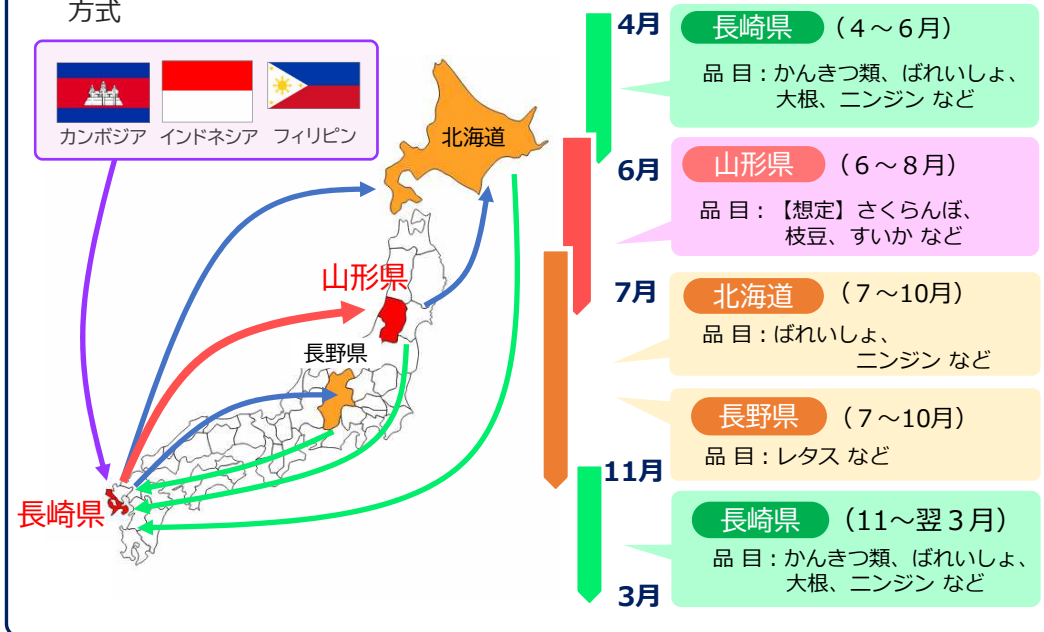 方式
カンボジア インドネシア フィリピン
北海道
山形県
長野県
長崎県
4月
6月
7月
11月
3月
長崎県 （４～６月）
品 目：かんきつ類、ばれいしょ、
大根、ニンジン など
山形県 （６～８月）
品 目：【想定】さくらんぼ、
枝豆、すいか など
北海道 （７～10月）
品 目：ばれいしょ、
ニンジン など
長野県 （７～10月）
品 目：レタス など
長崎県 （11～翌３月）
品 目：かんきつ類、ばれいしょ、
大根、ニンジン など